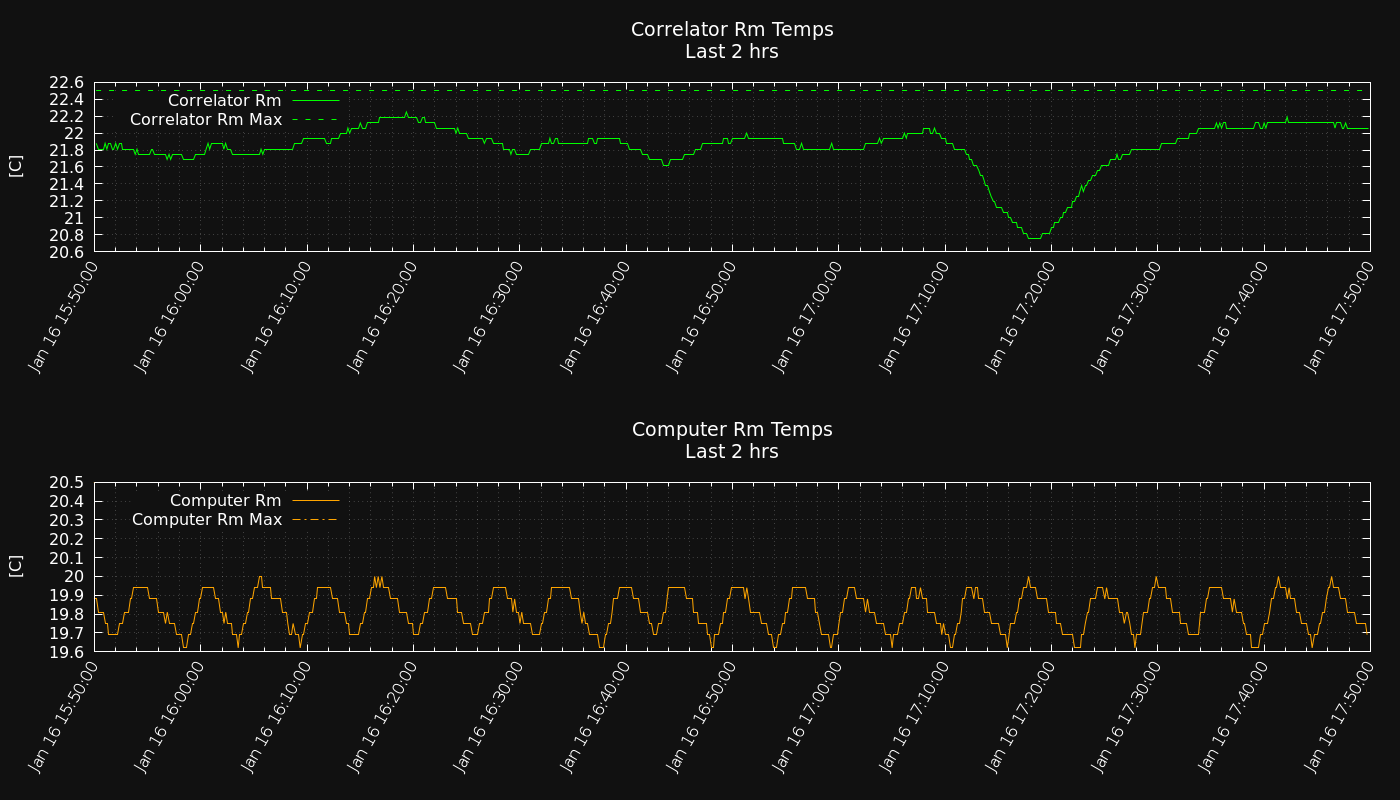 Correlator Rm Temps
Last 2 hrs
[C]
22.6
22.4
22.2
22
21.8
21.6
21.4
21.2
21
20.8
20.6
Correlator Rm
Correlator Rm Max
Jan 16 15:50:00
Jan 16 16:00:00
Jan 16 16:10:00
Jan 16 16:20:00
Jan 16 16:30:00
Jan 16 16:40:00
Jan 16 16:50:00
Jan 16 17:00:00
Jan 16 17:10:00
Jan 16 17:20:00
Jan 16 17:30:00
Jan 16 17:40:00
Jan 16 17:50:00
Computer Rm Temps
Last 2 hrs
[C]
20.5
20.4
20.3
20.2
20.1
20
19.9
19.8
19.7
19.6
Computer Rm
Computer Rm Max
Jan 16 15:50:00
Jan 16 16:00:00
Jan 16 16:10:00
Jan 16 16:20:00
Jan 16 16:30:00
Jan 16 16:40:00
Jan 16 16:50:00
Jan 16 17:00:00
Jan 16 17:10:00
Jan 16 17:20:00
Jan 16 17:30:00
Jan 16 17:40:00
Jan 16 17:50:00